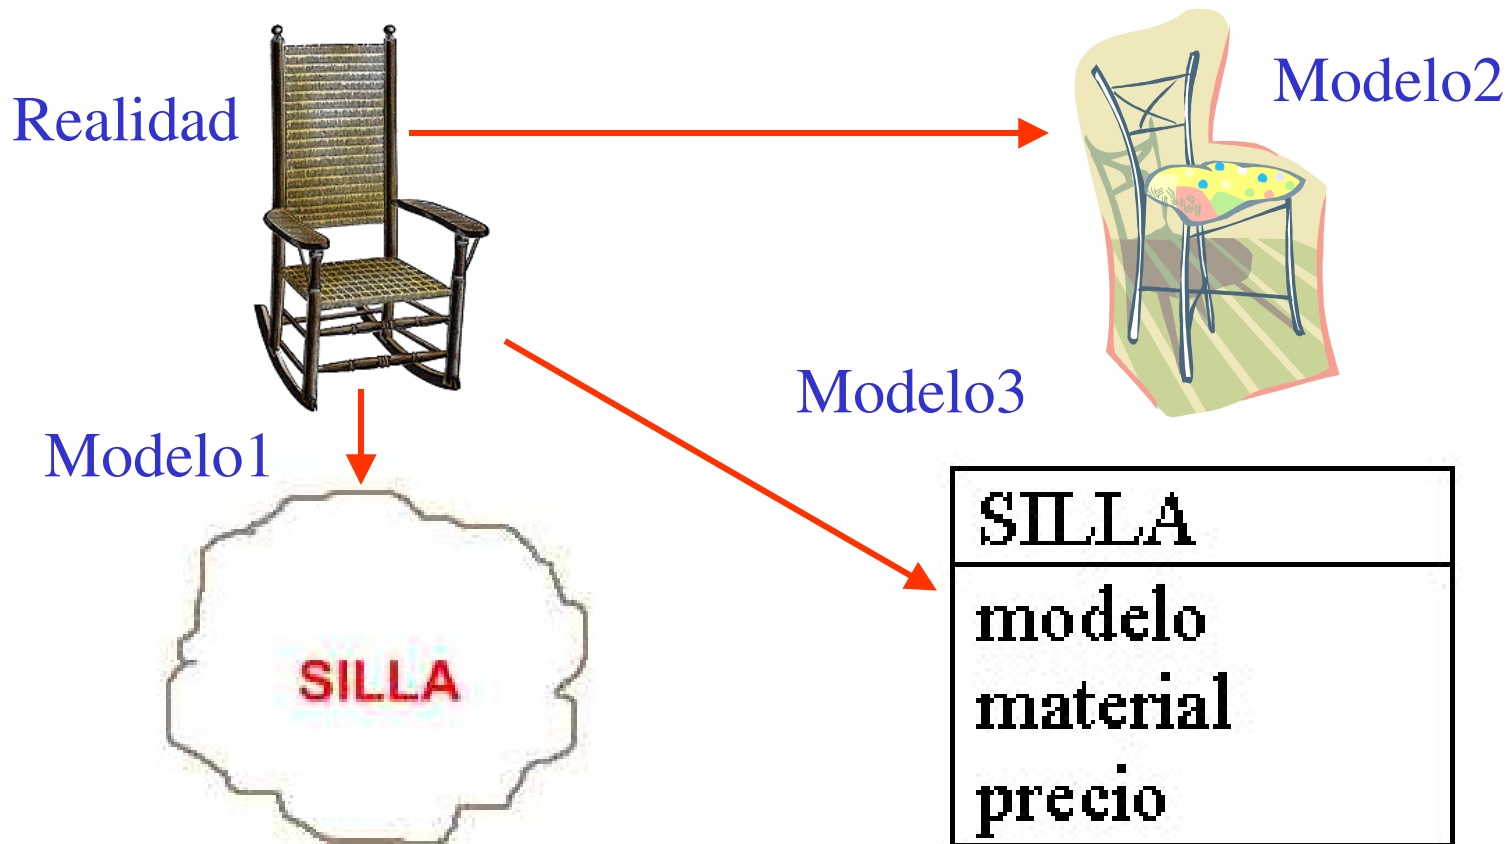 Realidad
Modelo2
Modelo3
Modelo1
SILLA
SILLA
modelo
material
precio